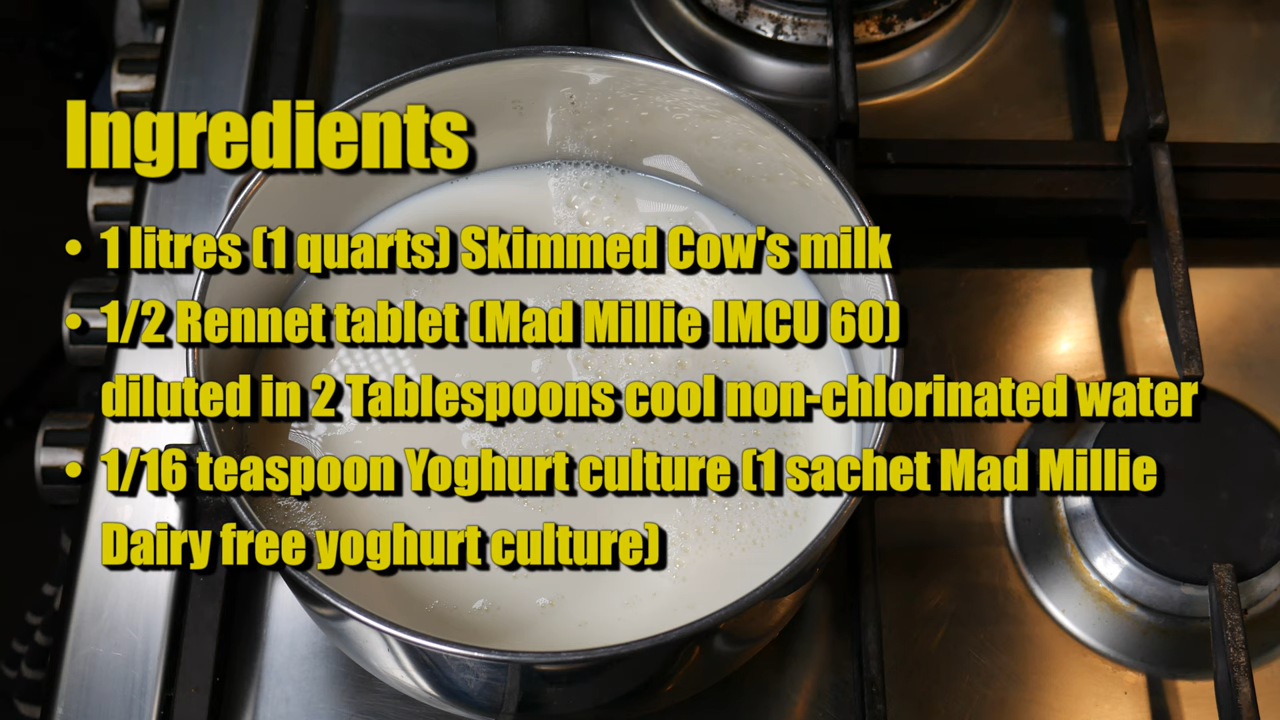 Ingredients
• 1 litres (1 quarts) Skimmed Cow's milk
• 1/2 Rennet tablet (Mad Millie IMCU 60)
diluted in 2 Tablespoons cool non-chlorinated water
• 1/16 teaspoon Yoghurt culture (1 sachet Mad Millie
Dairy free yoghurt culture)